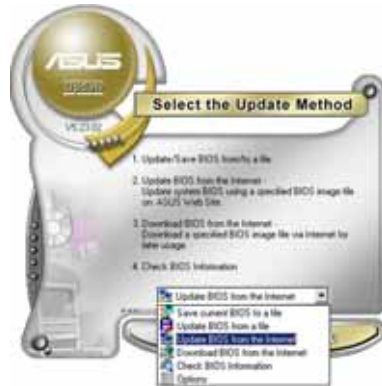 ASUS
Update
Select the Update Method
1. Update/Save BIOS from/to a file
2. Update BIOS from the Internet -
Update system BIOS using a specified BIOS image file
on ASUS Web Site.
3. Download BIOS from the Internet -
Download a specified BIOS image file via Internet by
later usage
4. Check BIOS Information
Update BIOS from the Internet
Save current BIOS to a file
Update BIOS from a file
Update BIOS from the Internet
Download BIOS from the Internet
Check BIOS Information
Options